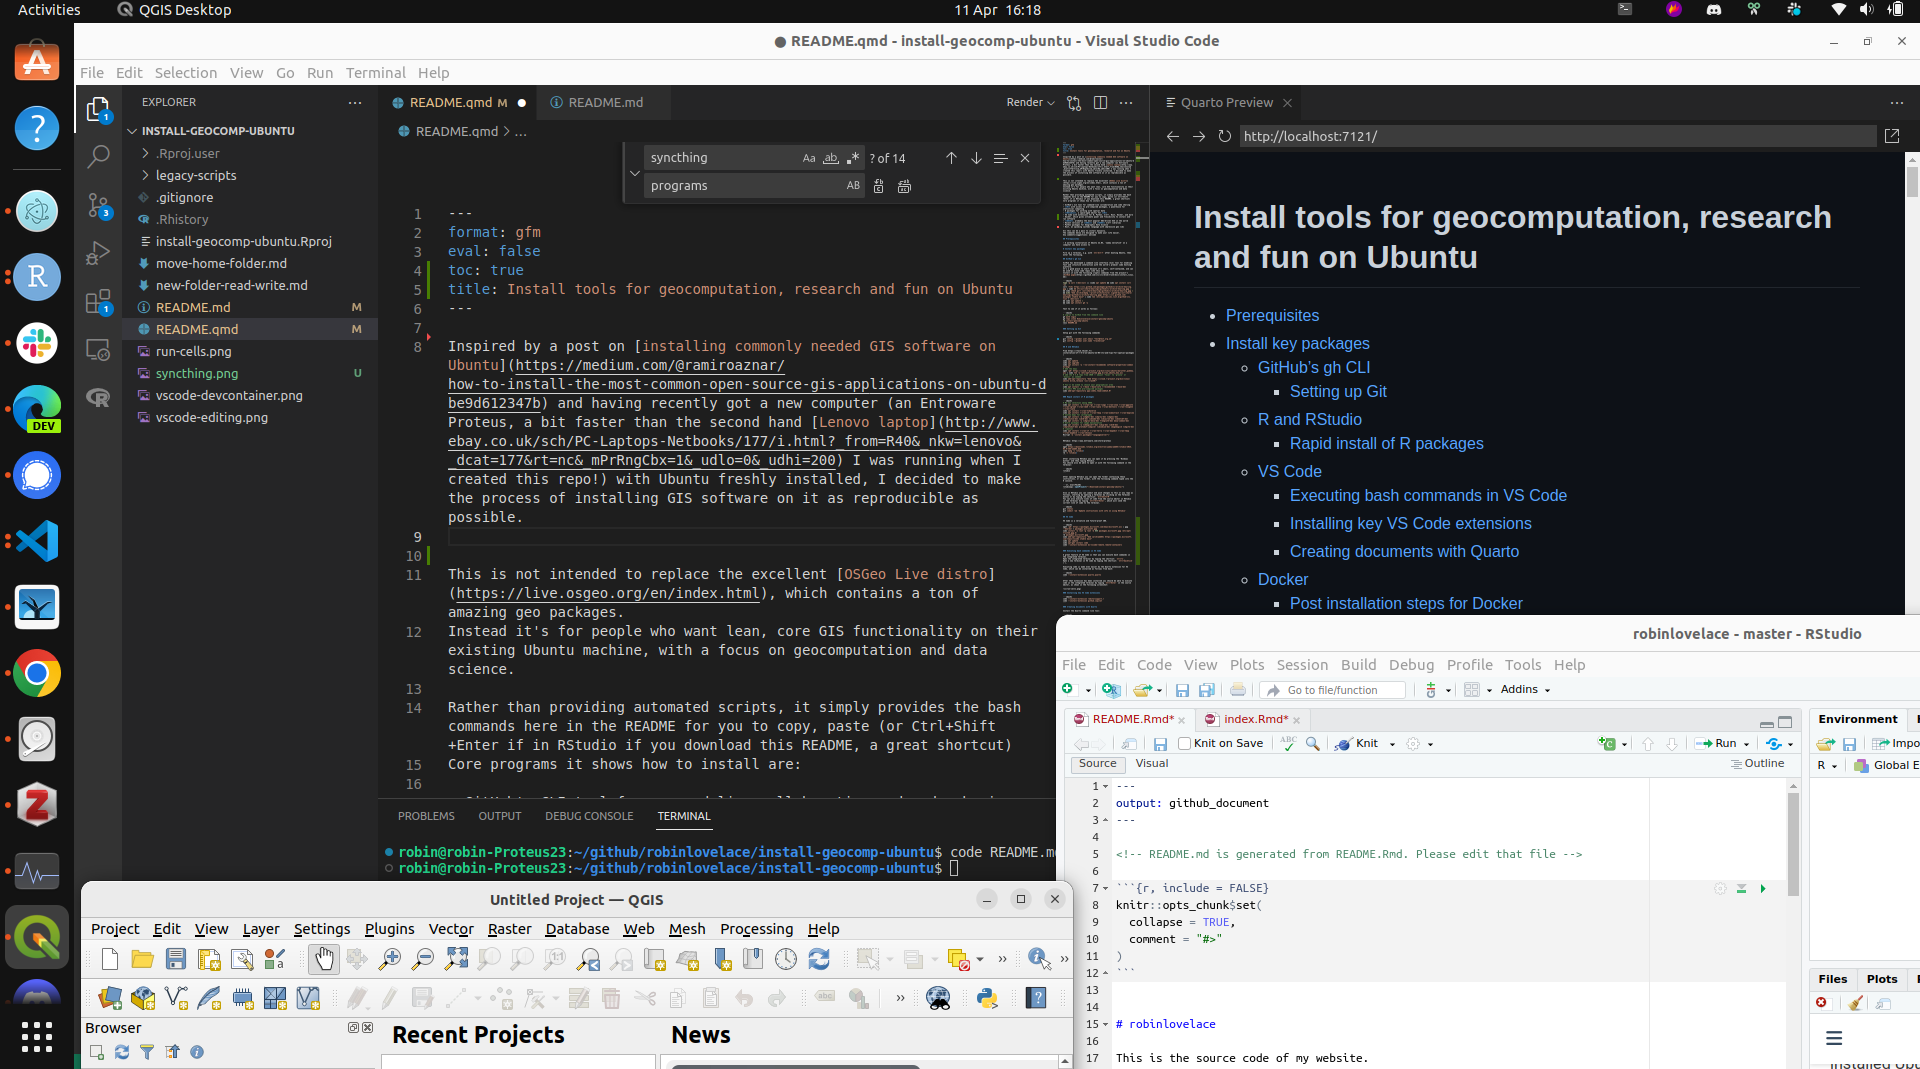 Activities
QGIS Desktop
11 Apr 16:18
● README.qmd - install-geocomp-ubuntu - Visual Studio Code
File Edit Selection View Go Run Terminal Help
EXPLORER
INSTALL-GEOCOMP-UBUNTU
.Rproj.user
legacy-scripts
.gitignore
.Rhistory
install-geocomp-ubuntu.Rproj
move-home-folder.md
new-folder-read-write.md
README.md M
README.qmd M
run-cells.png
syncthing.png U
vscode-devcontainer.png
vscode-editing.png
README.qmd M
README.md
Render
README.qmd > ...
syncthing Aa ab ? of 14
programs AB
1 ---
2 format: gfm
3 eval: false
4 toc: true
5 title: Install tools for geocomputation, research and fun on Ubuntu
6 ---
7
8 Inspired by a post on [installing commonly needed GIS software on
Ubuntu](https://medium.com/@ramiroaznar/
how-to-install-the-most-common-open-source-gis-applications-on-ubuntu-d
be9d612347b) and having recently got a new computer (an Entroware
Proteus, a bit faster than the second hand [Lenovo laptop](http://www.
ebay.co.uk/sch/PC-Laptops-Netbooks/177/i.html?_from=R40&_nkw=lenovo&
_dcat=177&rt=nc&_mPrRngCbx=1&_udlo=0&_udhi=200) I was running when I
created this repo!) with Ubuntu freshly installed, I decided to make
the process of installing GIS software on it as reproducible as
possible.
9
10
11 This is not intended to replace the excellent [OSGeo Live distro]
(https://live.osgeo.org/en/index.html), which contains a ton of
amazing geo packages.
12 Instead it's for people who want lean, core GIS functionality on their
existing Ubuntu machine, with a focus on geocomputation and data
science.
13
14 Rather than providing automated scripts, it simply provides the bash
commands here in the README for you to copy, paste (or Ctrl+Shift
+Enter if in RStudio if you download this README, a great shortcut)
15 Core programs it shows how to install are:
16
PROBLEMS OUTPUT DEBUG CONSOLE TERMINAL
robin@robin-Proteus23:~/github/robinlovelace/install-geocomp-ubuntu$ code README.m
robin@robin-Proteus23:~/github/robinlovelace/install-geocomp-ubuntu$
Quarto Preview
http://localhost:7121/
Install tools for geocomputation, research
and fun on Ubuntu
Prerequisites
Install key packages
GitHub's gh CLI
Setting up Git
R and RStudio
Rapid install of R packages
VS Code
Executing bash commands in VS Code
Installing key VS Code extensions
Creating documents with Quarto
Docker
Post installation steps for Docker
robinlovelace - master - RStudio
File Edit Code View Plots Session Build Debug Profile Tools Help
Go to file/function
Addins
README.Rmd*
index.Rmd*
Knit on Save
ABC
Knit
Run
Source Visual
Outline
1 ---
2 output: github_document
3 ---
4
5 <!-- README.md is generated from README.Rmd. Please edit that file -->
6
7 ```{r, include = FALSE}
8 knitr::opts_chunk$set(
9 collapse = TRUE,
10 comment = "#>"
11 )
12 ```
13
14
15 # robinlovelace
16
17 This is the source code of my website.
Environment
Impo
R
Global E
Files Plots
Untitled Project — QGIS
Project Edit View Layer Settings Plugins Vector Raster Database Web Mesh Processing Help
Browser
Recent Projects
News
DEV